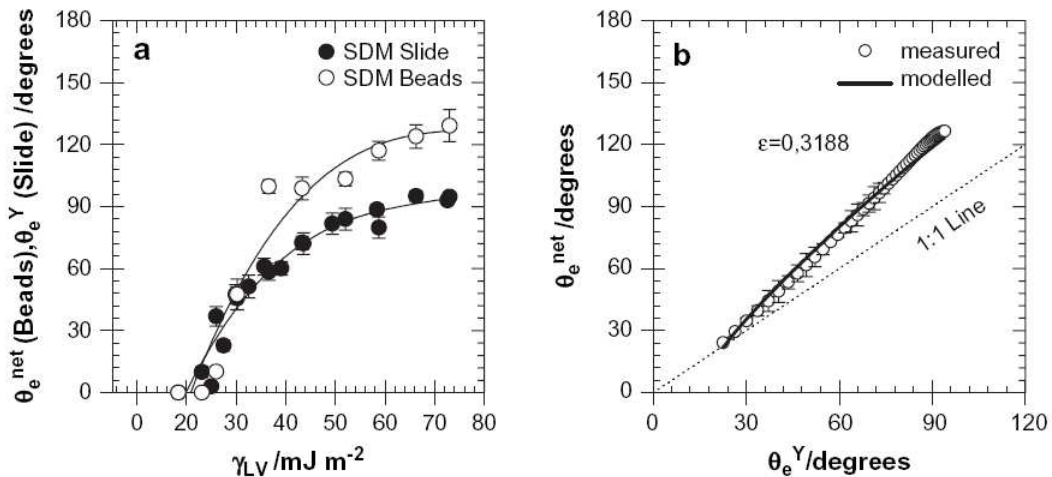 a
SDM Slide
SDM Beads
180
150
120
90
60
30
0
θₑⁿᵉᵗ (Beads),θₑʸ (Slide) /degrees
0 10 20 30 40 50 60 70 80
γLV /mJ m⁻²
b
measured
modelled
ε=0,3188
1:1 Line
180
150
120
90
60
30
0
θₑⁿᵉᵗ /degrees
0 30 60 90 120
θₑʸ/degrees